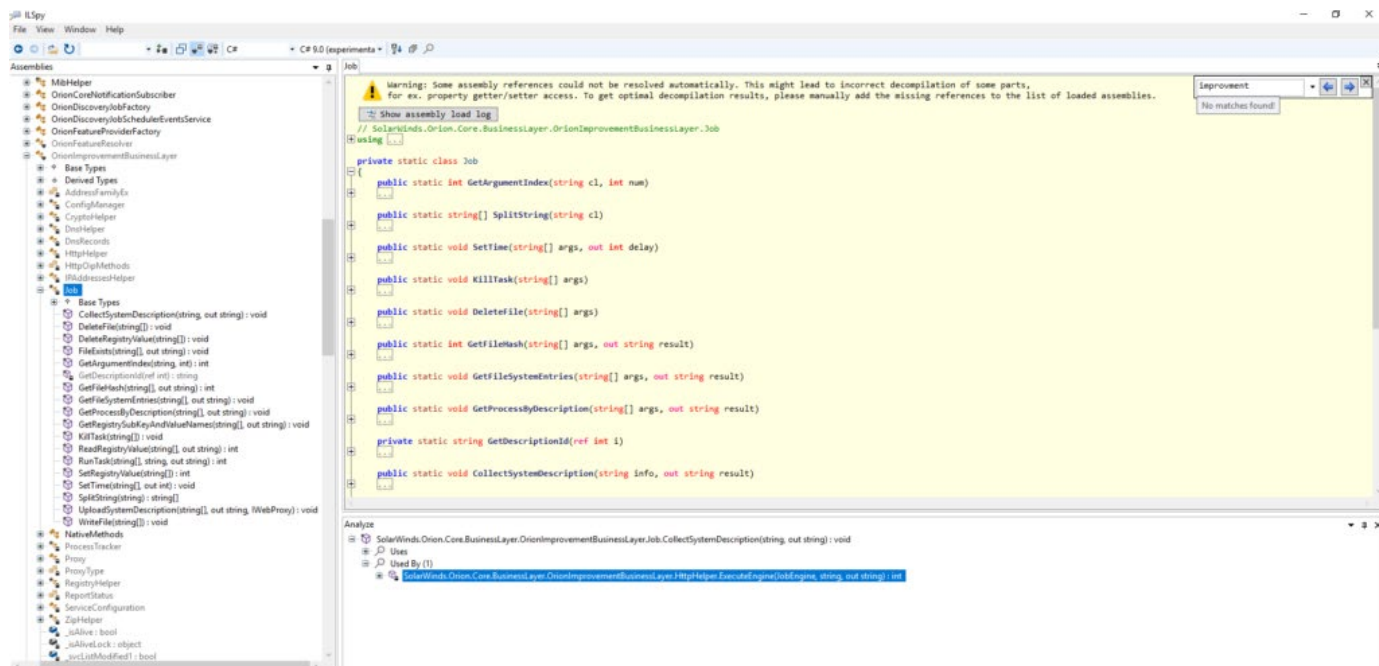 ILSpy
File View Window Help
C#
C# 9.0 (experimenta
Assemblies
MibHelper
OrionCoreNotificationSubscriber
OrionDiscoveryJobFactory
OrionDiscoveryJobSchedulerEventsService
OrionFeatureProviderFactory
OrionFeatureResolver
OrionImprovementBusinessLayer
Base Types
Derived Types
AddressFamilyEx
ConfigManager
CryptoHelper
DnsHelper
DnsRecords
HttpHelper
HttpOipMethods
IPAddressesHelper
Job
Base Types
CollectSystemDescription(string, out string) : void
DeleteFile(string[]) : void
DeleteRegistryValue(string[]) : void
FileExists(string[], out string) : void
GetArgumentIndex(string, int) : int
GetDescriptionId(ref int) : string
GetFileHash(string[], out string) : int
GetFileSystemEntries(string[], out string) : void
GetProcessByDescription(string[], out string) : void
GetRegistrySubKeyAndValueNames(string[], out string) : void
KillTask(string[]) : void
ReadRegistryValue(string[], out string) : int
RunTask(string[], string, out string) : int
SetRegistryValue(string[]) : int
SetTime(string[], out int) : void
SplitString(string) : string[]
UploadSystemDescription(string[], out string, IWebProxy) : void
WriteFile(string[]) : void
NativeMethods
ProcessTracker
Proxy
ProxyType
RegistryHelper
ReportStatus
ServiceConfiguration
ZipHelper
_isAlive : bool
_isAliveLock : object
_svcListModified1 : bool
Job
Warning: Some assembly references could not be resolved automatically. This might lead to incorrect decompilation of some parts,
for ex. property getter/setter access. To get optimal decompilation results, please manually add the missing references to the list of loaded assemblies.
Show assembly load log
improvment
No matches found!
// SolarWinds.Orion.Core.BusinessLayer.OrionImprovementBusinessLayer.Job
using ...
private static class Job
{
public static int GetArgumentIndex(string cl, int num)
...
public static string[] SplitString(string cl)
...
public static void SetTime(string[] args, out int delay)
...
public static void KillTask(string[] args)
...
public static void DeleteFile(string[] args)
...
public static int GetFileHash(string[] args, out string result)
...
public static void GetFileSystemEntries(string[] args, out string result)
...
public static void GetProcessByDescription(string[] args, out string result)
...
private static string GetDescriptionId(ref int i)
...
public static void CollectSystemDescription(string info, out string result)
...
Analyze
SolarWinds.Orion.Core.BusinessLayer.OrionImprovementBusinessLayer.Job.CollectSystemDescription(string, out string) : void
Uses
Used By (1)
SolarWinds.Orion.Core.BusinessLayer.OrionImprovementBusinessLayer.HttpHelper.ExecuteEngine(JobEngine, string, out string) : int